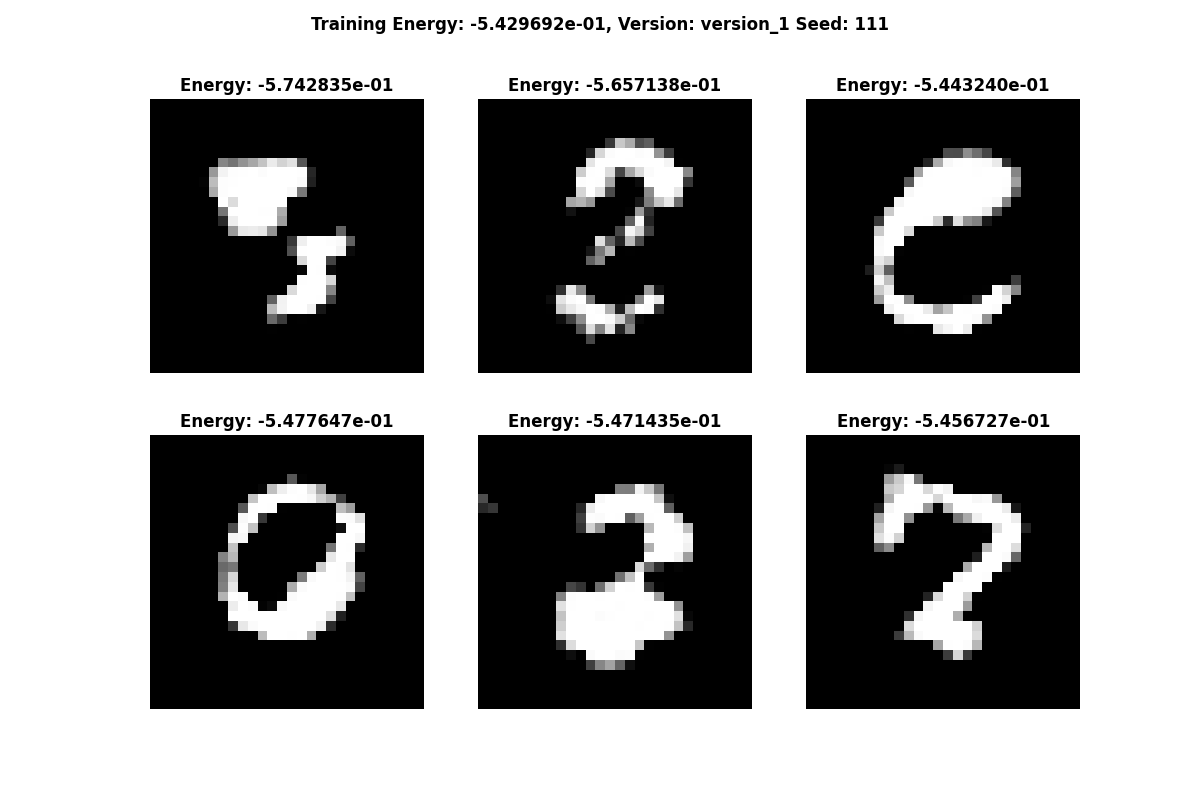 Training Energy: -5.429692e-01, Version: version_1 Seed: 111
Energy: -5.742835e-01 Energy: -5.657138e-01 Energy: -5.443240e-01
Energy: -5.477647e-01 Energy: -5.471435e-01 Energy: -5.456727e-01